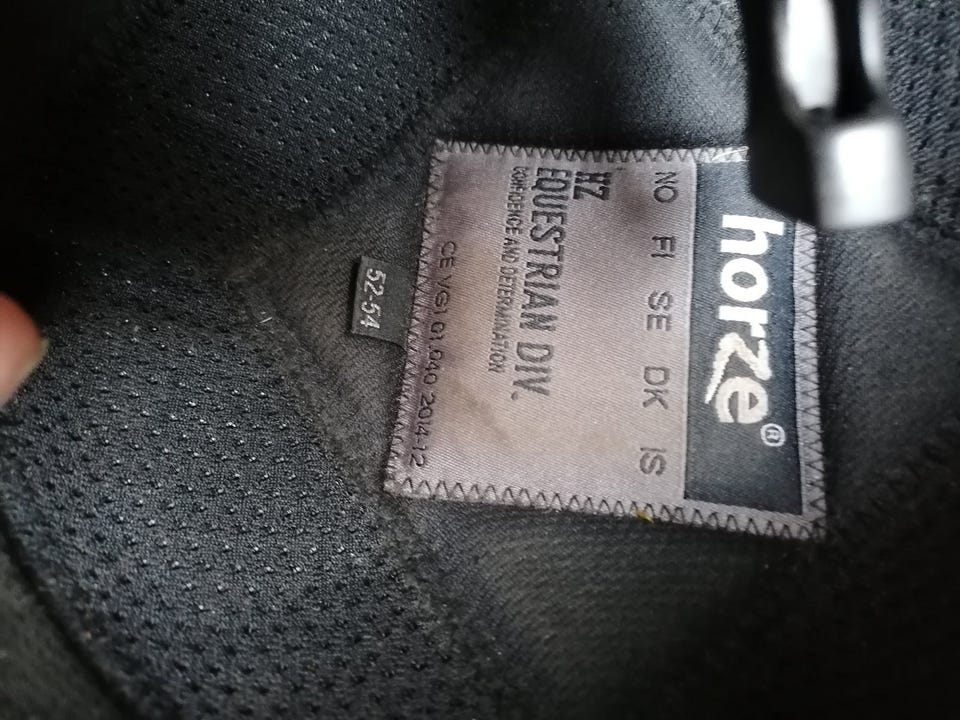 horze®
NO FI SE DK IS
HZ
EQUESTRIAN DIV.
CONFIDENCE AND DETERMINATION
CE VG1 01.040 2014-12
52-54